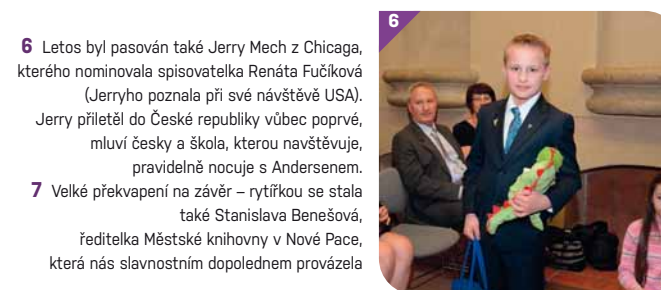 6 Letos byl pasován také Jerry Mech z Chicaga,
kterého nominovala spisovatelka Renáta Fučíková
(Jerryho poznala při své návštěvě USA).
Jerry přiletěl do České republiky vůbec poprvé,
mluví česky a škola, kterou navštěvuje,
pravidelně nocuje s Andersenem.
7 Velké překvapení na závěr – rytířkou se stala
také Stanislava Benešová,
ředitelka Městské knihovny v Nové Pace,
která nás slavnostním dopolednem provázela
6